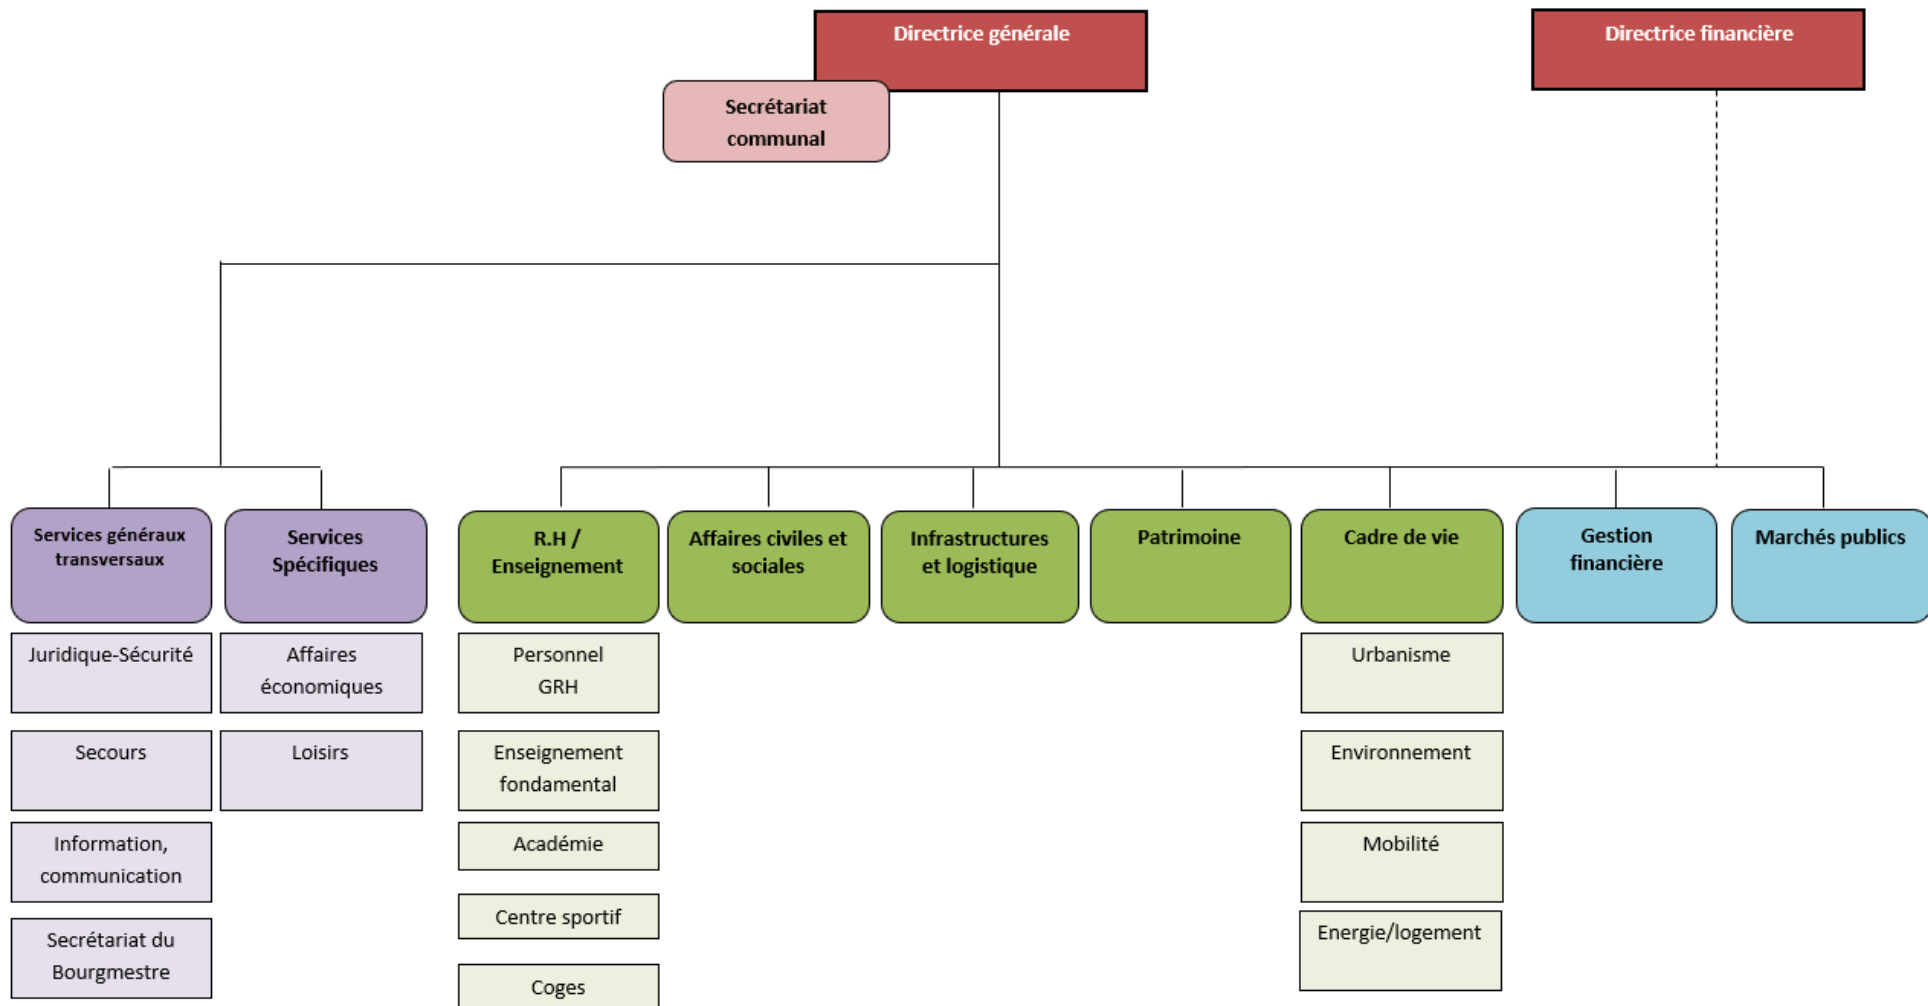 Directrice générale
Directrice financière
Secrétariat
communal
Services généraux
transversaux
Services
Spécifiques
R.H /
Enseignement
Affaires civiles et
sociales
Infrastructures
et logistique
Patrimoine
Cadre de vie
Gestion
financière
Marchés publics
Juridique-Sécurité
Secours
Information,
communication
Secrétariat du
Bourgmestre
Affaires
économiques
Loisirs
Personnel
GRH
Enseignement
fondamental
Académie
Centre sportif
Coges
Urbanisme
Environnement
Mobilité
Energie/logement